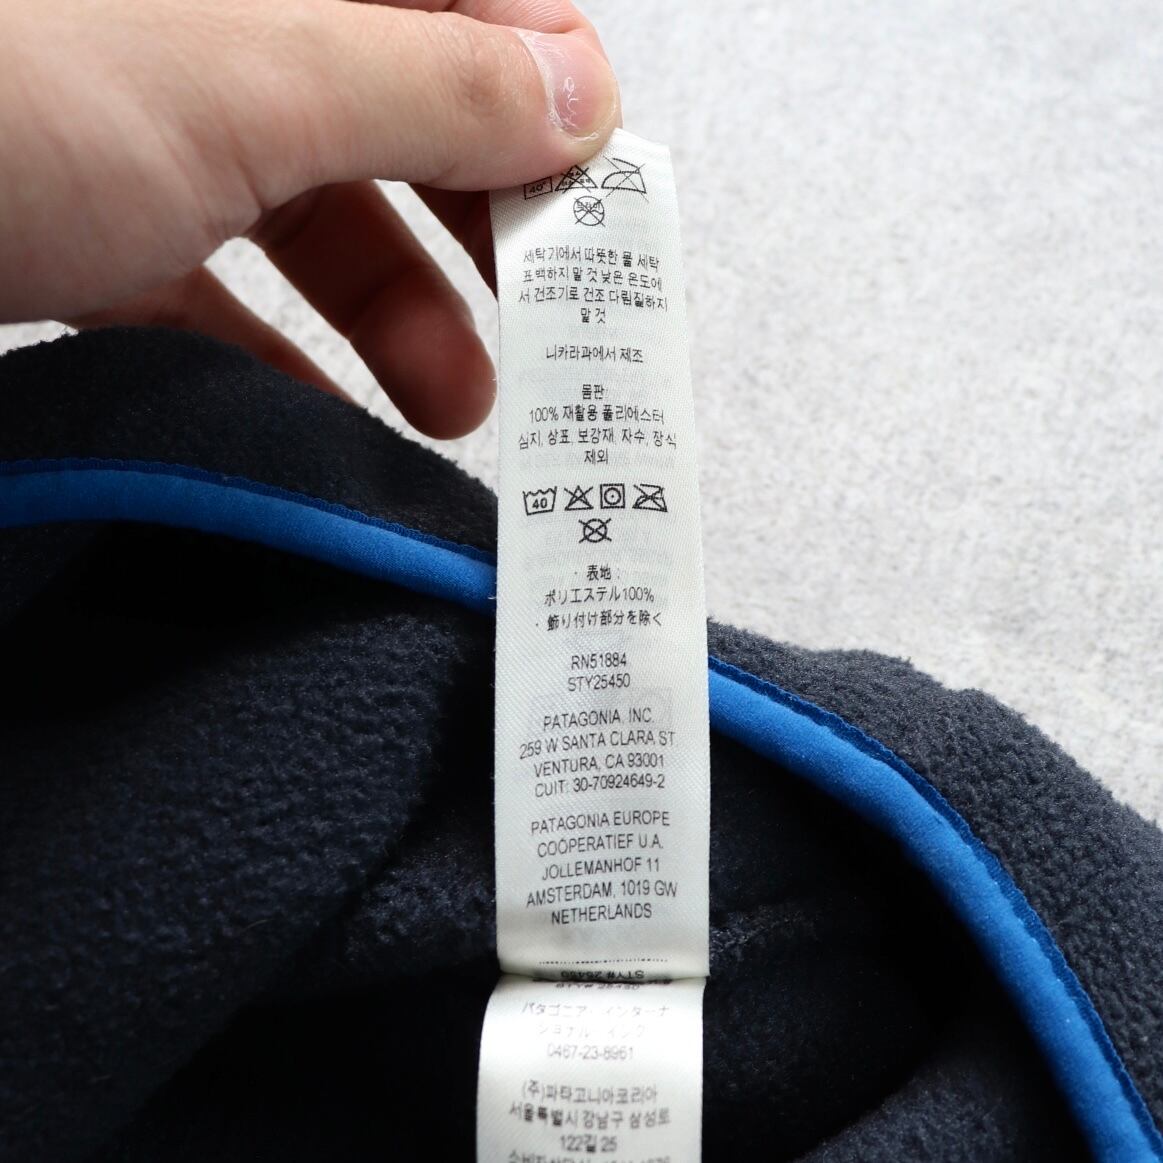 40°
세탁기에서 따뜻한 물 세탁
표백하지 말 것 낮은 온도에
서 건조기로 건조 다림질하지
말 것
니카라과에서 제조
몸판:
100% 재활용 폴리에스터
심지, 상표, 보강재, 자수, 장식
제외
40
· 表地 :
ポリエステル100%
· 飾り付け部分を除く
RN51884
STY25450
PATAGONIA, INC.
259 W SANTA CLARA ST
VENTURA, CA 93001
CUIT: 30-70924649-2
PATAGONIA EUROPE
COÖPERATIEF U.A.
JOLLEMANHOF 11
AMSTERDAM, 1019 GW
NETHERLANDS
パタゴニア・インターナ
ショナル・インク
0467-23-8961
(주)파타고니아코리아
서울특별시 강남구 삼성로
122길 25